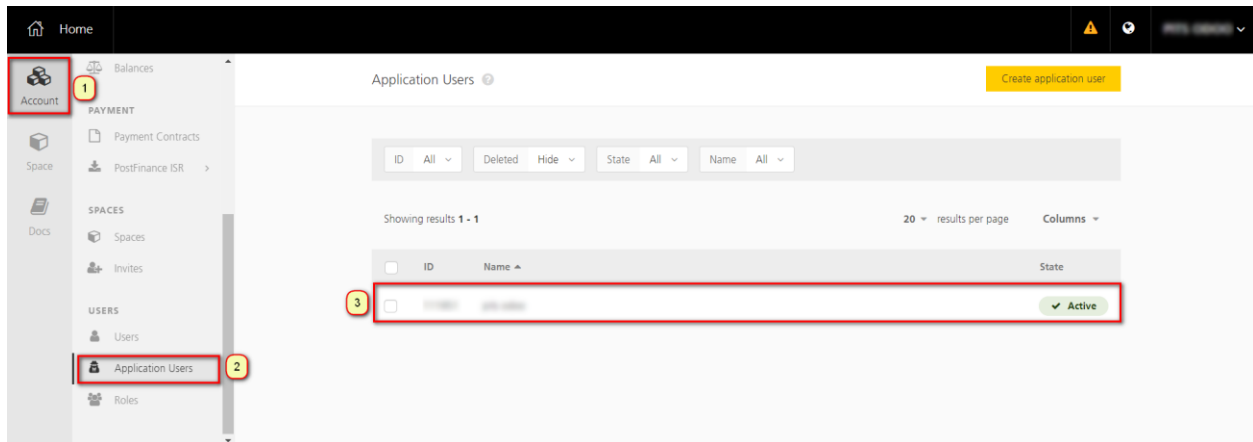 Home
Account
Space
Docs
1
Balances
PAYMENT
Payment Contracts
PostFinance ISR >
SPACES
Spaces
Invites
USERS
Users
Application Users
2
Roles
Application Users
Create application user
ID All
Deleted Hide
State All
Name All
Showing results 1 - 1
20 results per page
Columns
ID Name State
3
Active